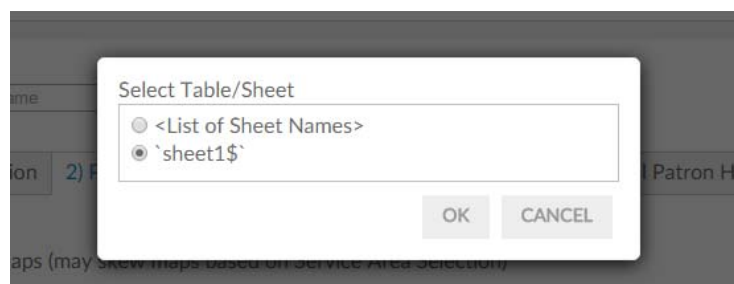 Select Table/Sheet
ame
<List of Sheet Names>
`sheet1$`
ion 2) P
l Patron H
OK CANCEL
aps (may skew maps based on Service Area Selection)